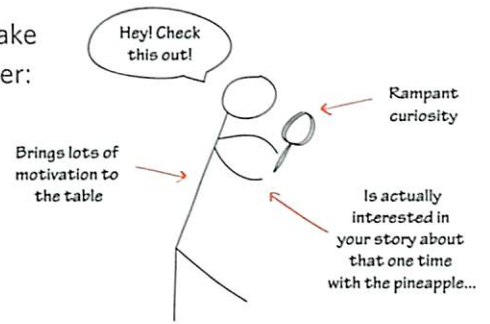 ake
er:
Hey! Check
this out!
Rampant
curiosity
Brings lots of
motivation to
the table
Is actually
interested in
your story about
that one time
with the pineapple...